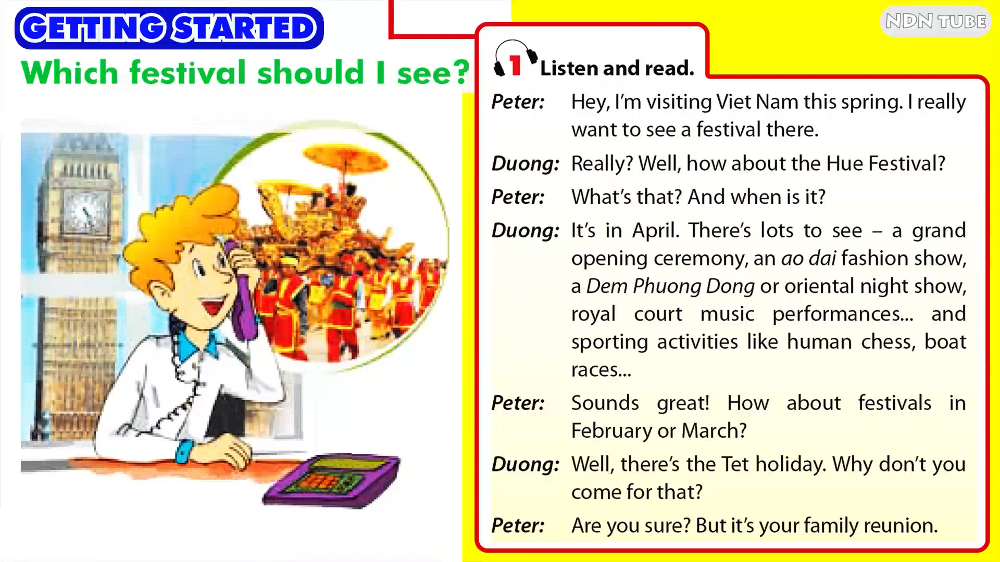 GETTING STARTED
Which festival should I see?
NDN TUBE
1 Listen and read.
Peter: Hey, I'm visiting Viet Nam this spring. I really
want to see a festival there.
Duong: Really? Well, how about the Hue Festival?
Peter: What's that? And when is it?
Duong: It's in April. There's lots to see – a grand
opening ceremony, an ao dai fashion show,
a Dem Phuong Dong or oriental night show,
royal court music performances... and
sporting activities like human chess, boat
races...
Peter: Sounds great! How about festivals in
February or March?
Duong: Well, there's the Tet holiday. Why don't you
come for that?
Peter: Are you sure? But it's your family reunion.